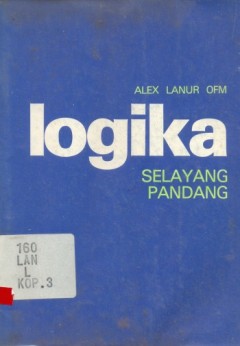 ALEX LANUR OFM
logika
SELAYANG
PANDANG
160
LAN
L
KOP.3